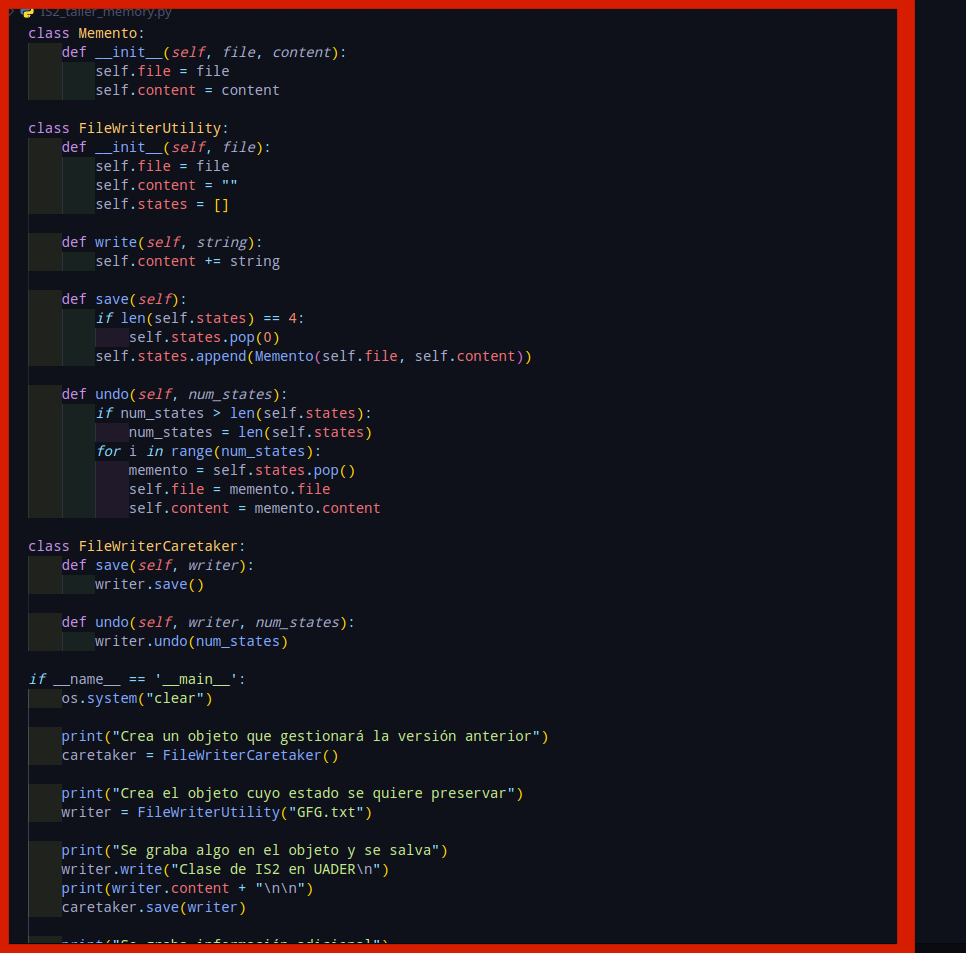 IS2_taller_memory.py
class Memento:
    def __init__(self, file, content):
        self.file = file
        self.content = content

class FileWriterUtility:
    def __init__(self, file):
        self.file = file
        self.content = ""
        self.states = []

    def write(self, string):
        self.content += string

    def save(self):
        if len(self.states) == 4:
            self.states.pop(0)
        self.states.append(Memento(self.file, self.content))

    def undo(self, num_states):
        if num_states > len(self.states):
            num_states = len(self.states)
        for i in range(num_states):
            memento = self.states.pop()
            self.file = memento.file
            self.content = memento.content

class FileWriterCaretaker:
    def save(self, writer):
        writer.save()

    def undo(self, writer, num_states):
        writer.undo(num_states)

if __name__ == '__main__':
    os.system("clear")

    print("Crea un objeto que gestionará la versión anterior")
    caretaker = FileWriterCaretaker()

    print("Crea el objeto cuyo estado se quiere preservar")
    writer = FileWriterUtility("GFG.txt")

    print("Se graba algo en el objeto y se salva")
    writer.write("Clase de IS2 en UADER\n")
    print(writer.content + "\n\n")
    caretaker.save(writer)

    print("Se graba información adicional")